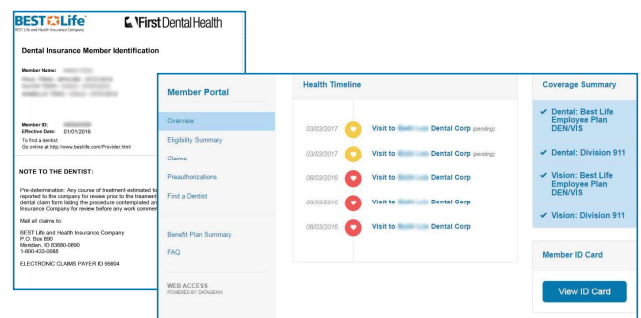 BEST Life
BEST Life and Health Insurance Company
First Dental Health
Dental Insurance Member Identification
Member Name:
Member ID:
Effective Date: 01/01/2016
To find a dentist:
Go online at http://www.bestlife.com/Provider.html
NOTE TO THE DENTIST:
Pre-determination: Any course of treatment estimated to
reported to the company for review prior to the treatment
dental claim form listing the procedure contemplated an
Insurance Company for review before any work commen
Mail all claims to:
BEST Life and Health Insurance Company
P.O. Box 890
Meridian, ID 83680-0890
1-800-433-0088
ELECTRONIC CLAIMS PAYER ID 95604
Member Portal
Overview
Eligibility Summary
Claims
Preauthorizations
Find a Dentist
Benefit Plan Summary
FAQ
WEB ACCESS
POWERED BY DATAGENIX
Health Timeline
03/03/2017 Visit to Dental Corp (pending)
03/03/2017 Visit to Dental Corp (pending)
08/03/2016 Visit to Dental Corp
08/03/2016 Visit to Dental Corp
08/03/2016 Visit to Dental Corp
Coverage Summary
Dental: Best Life
Employee Plan
DEN/VIS
Dental: Division 911
Vision: Best Life
Employee Plan
DEN/VIS
Vision: Division 911
Member ID Card
View ID Card